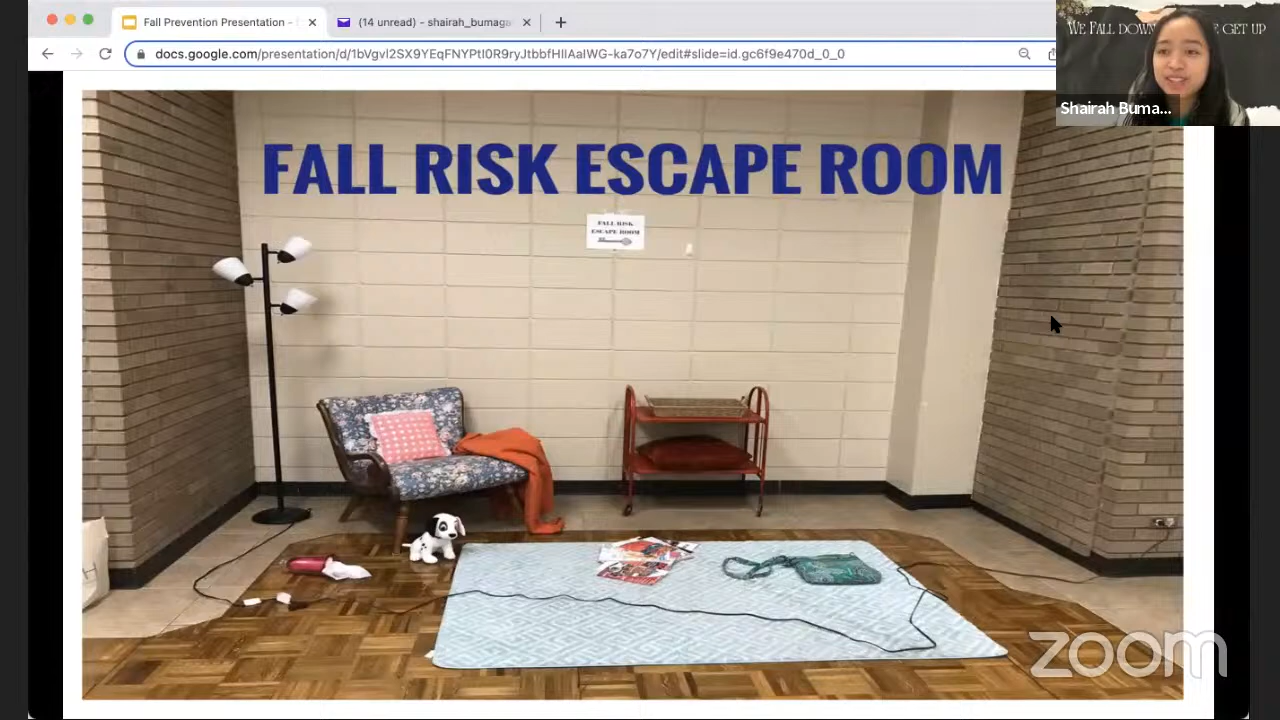 Fall Prevention Presentation -
(14 unread) - shairah_bumaga
docs.google.com/presentation/d/1bVgvl2SX9YEqFNYPtI0R9ryJtbbfHIIAaIWG-ka7o7Y/edit#slide=id.gc6f9e470d_0_0
WE FALL DOWN GET UP
Shairah Buma...
FALL RISK ESCAPE ROOM
FALL RISK
ESCAPE ROOM
H
zoom